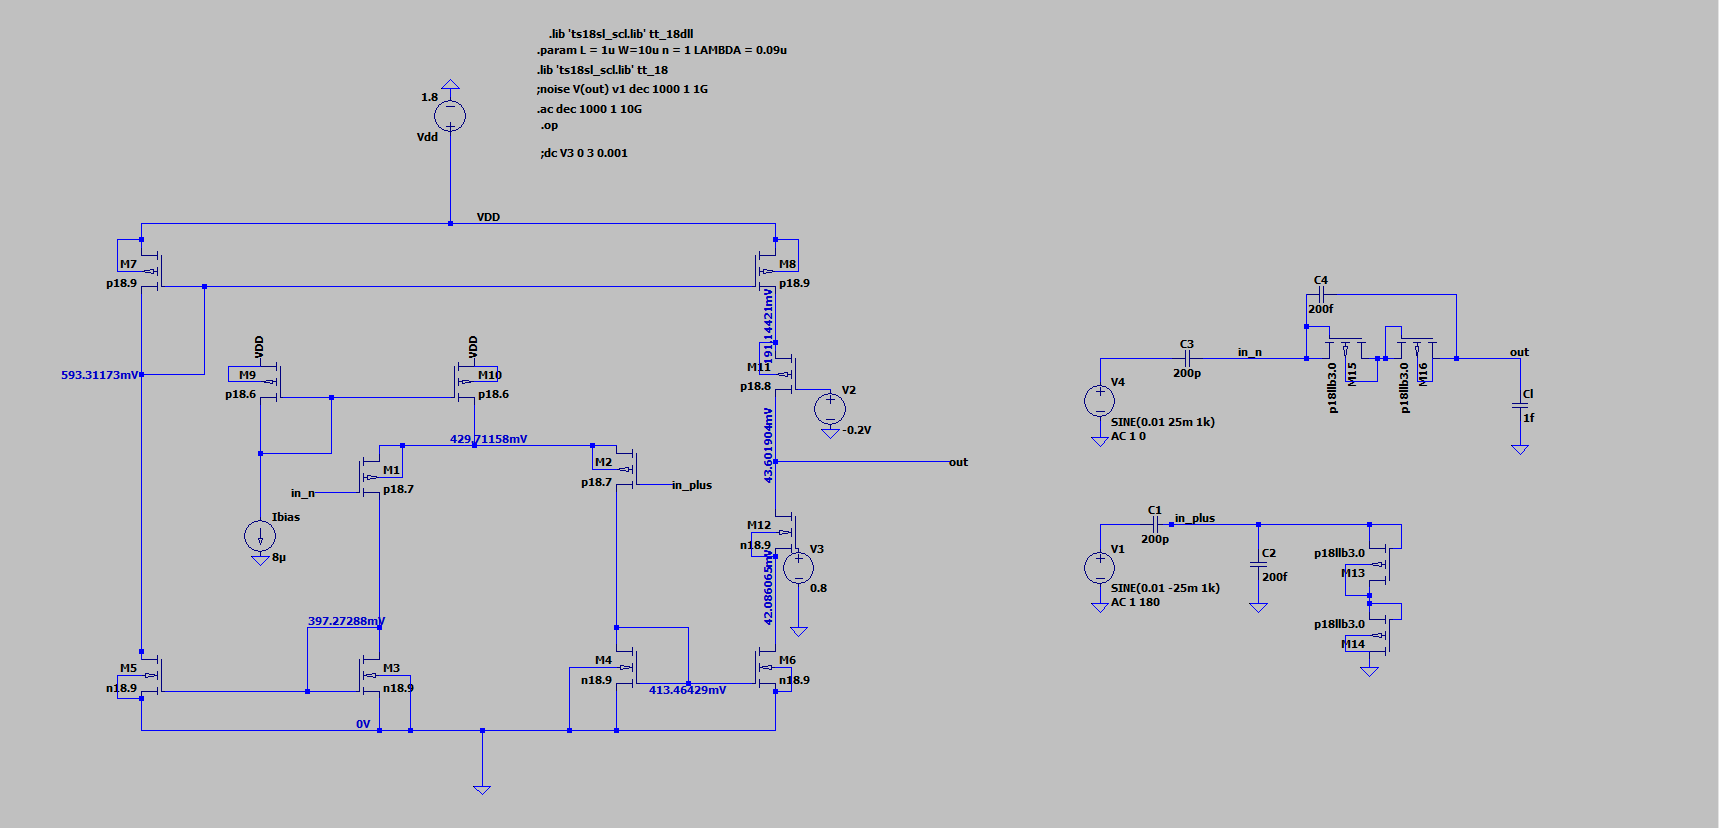 .lib 'ts18sl_scl.lib' tt_18dll
.param L = 1u W=10u n = 1 LAMBDA = 0.09u
.lib 'ts18sl_scl.lib' tt_18
;noise V(out) v1 dec 1000 1 1G
.ac dec 1000 1 10G
.op
;dc V3 0 3 0.001
1.8
Vdd
VDD
M7
p18.9
M8
p18.9
593.31173mV
VDD
M9
p18.6
VDD
M10
p18.6
429.71158mV
M1
p18.7
in_n
M2
p18.7
in_plus
Ibias
8µ
M11
p18.8
V2
-0.2V
43.601904mV
out
M12
n18.9
V3
0.8
42.086065mV
397.27288mV
M5
n18.9
M3
n18.9
M4
n18.9
M6
n18.9
413.46429mV
0V
C4
200f
C3
200p
in_n
out
V4
SINE(0.01 25m 1k)
AC 1 0
p18llb3.0
M15
p18llb3.0
M16
Cl
1f
C1
200p
in_plus
V1
SINE(0.01 -25m 1k)
AC 1 180
C2
200f
p18llb3.0
M13
p18llb3.0
M14